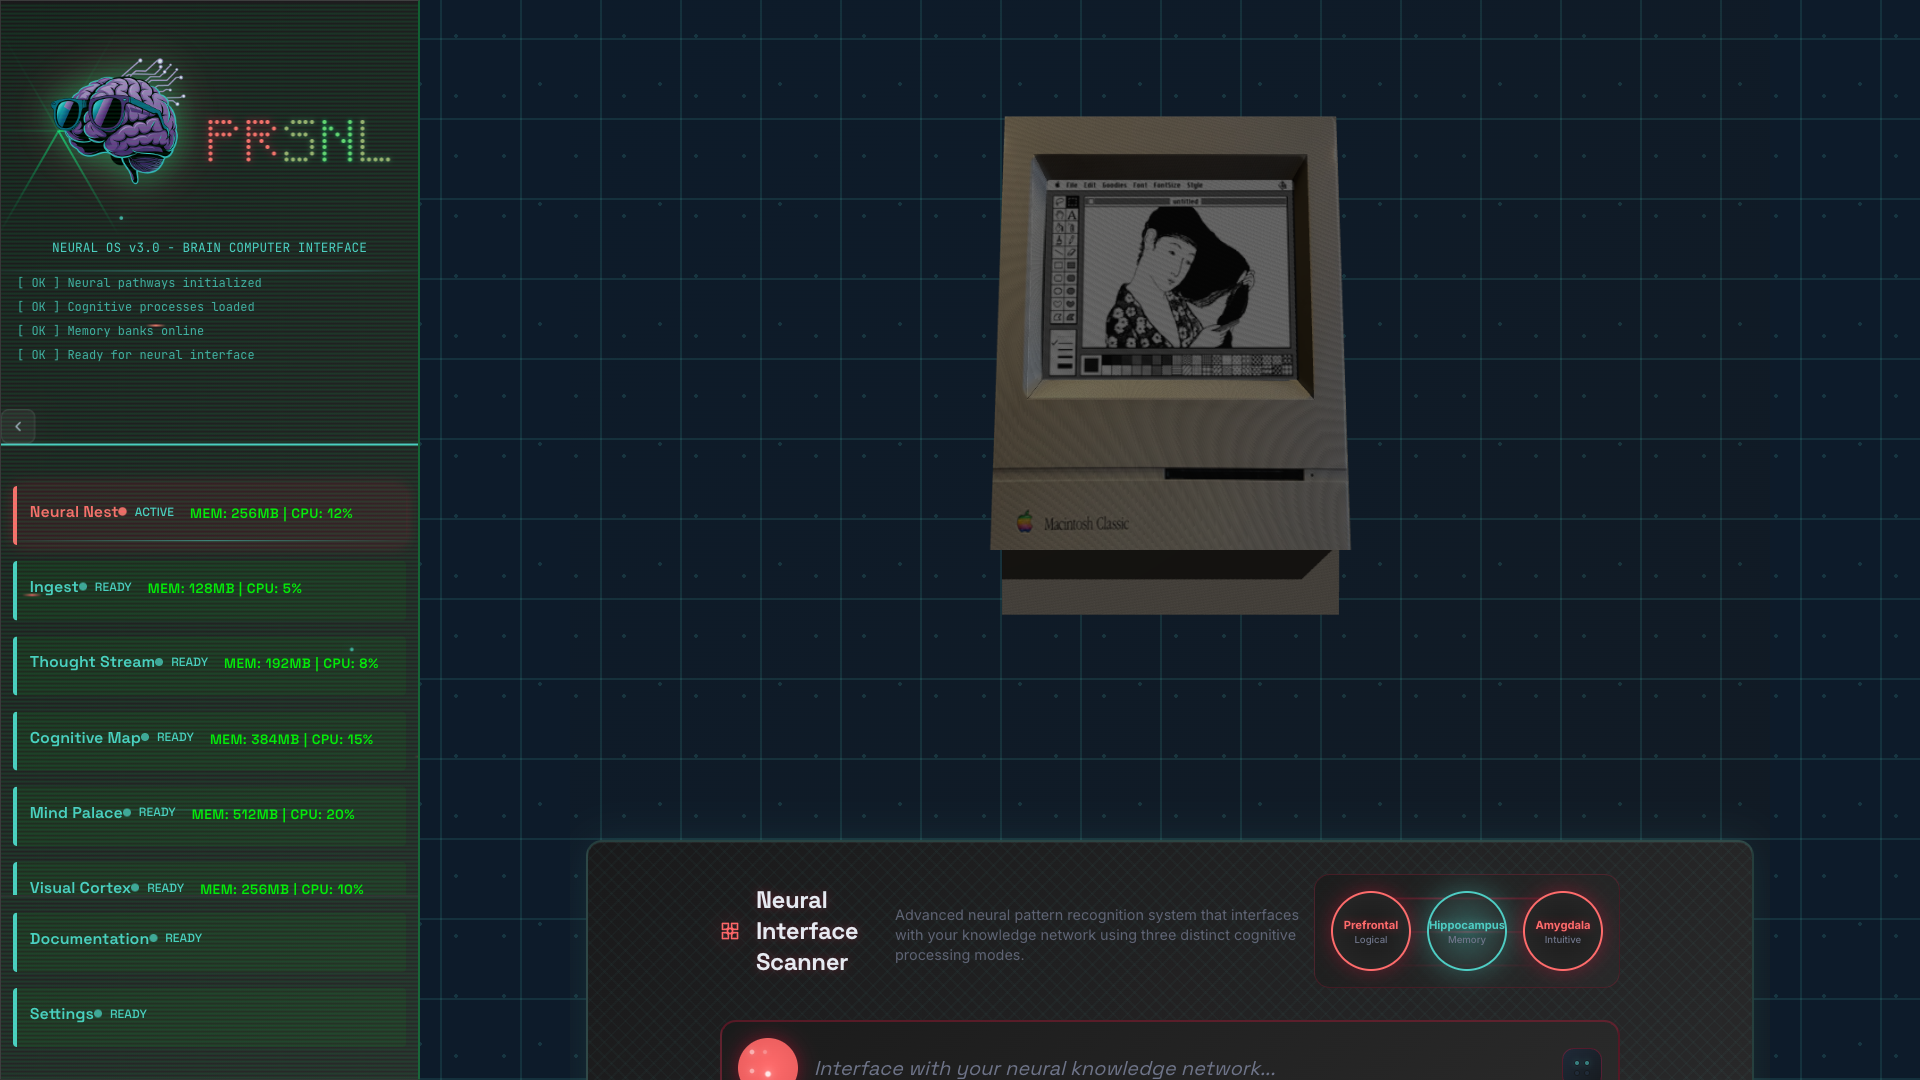 PRSNL
NEURAL OS v3.0 - BRAIN COMPUTER INTERFACE
[ OK ] Neural pathways initialized
[ OK ] Cognitive processes loaded
[ OK ] Memory banks online
[ OK ] Ready for neural interface
Neural Nest ACTIVE MEM: 256MB | CPU: 12%
Ingest READY MEM: 128MB | CPU: 5%
Thought Stream READY MEM: 192MB | CPU: 8%
Cognitive Map READY MEM: 384MB | CPU: 15%
Mind Palace READY MEM: 512MB | CPU: 20%
Visual Cortex READY MEM: 256MB | CPU: 10%
Documentation READY
Settings READY
File Edit Goodies Font FontSize Style
untitled
A
Macintosh Classic
Neural
Interface
Scanner
Advanced neural pattern recognition system that interfaces
with your knowledge network using three distinct cognitive
processing modes.
Prefrontal
Logical
Hippocampus
Memory
Amygdala
Intuitive
Interface with your neural knowledge network...